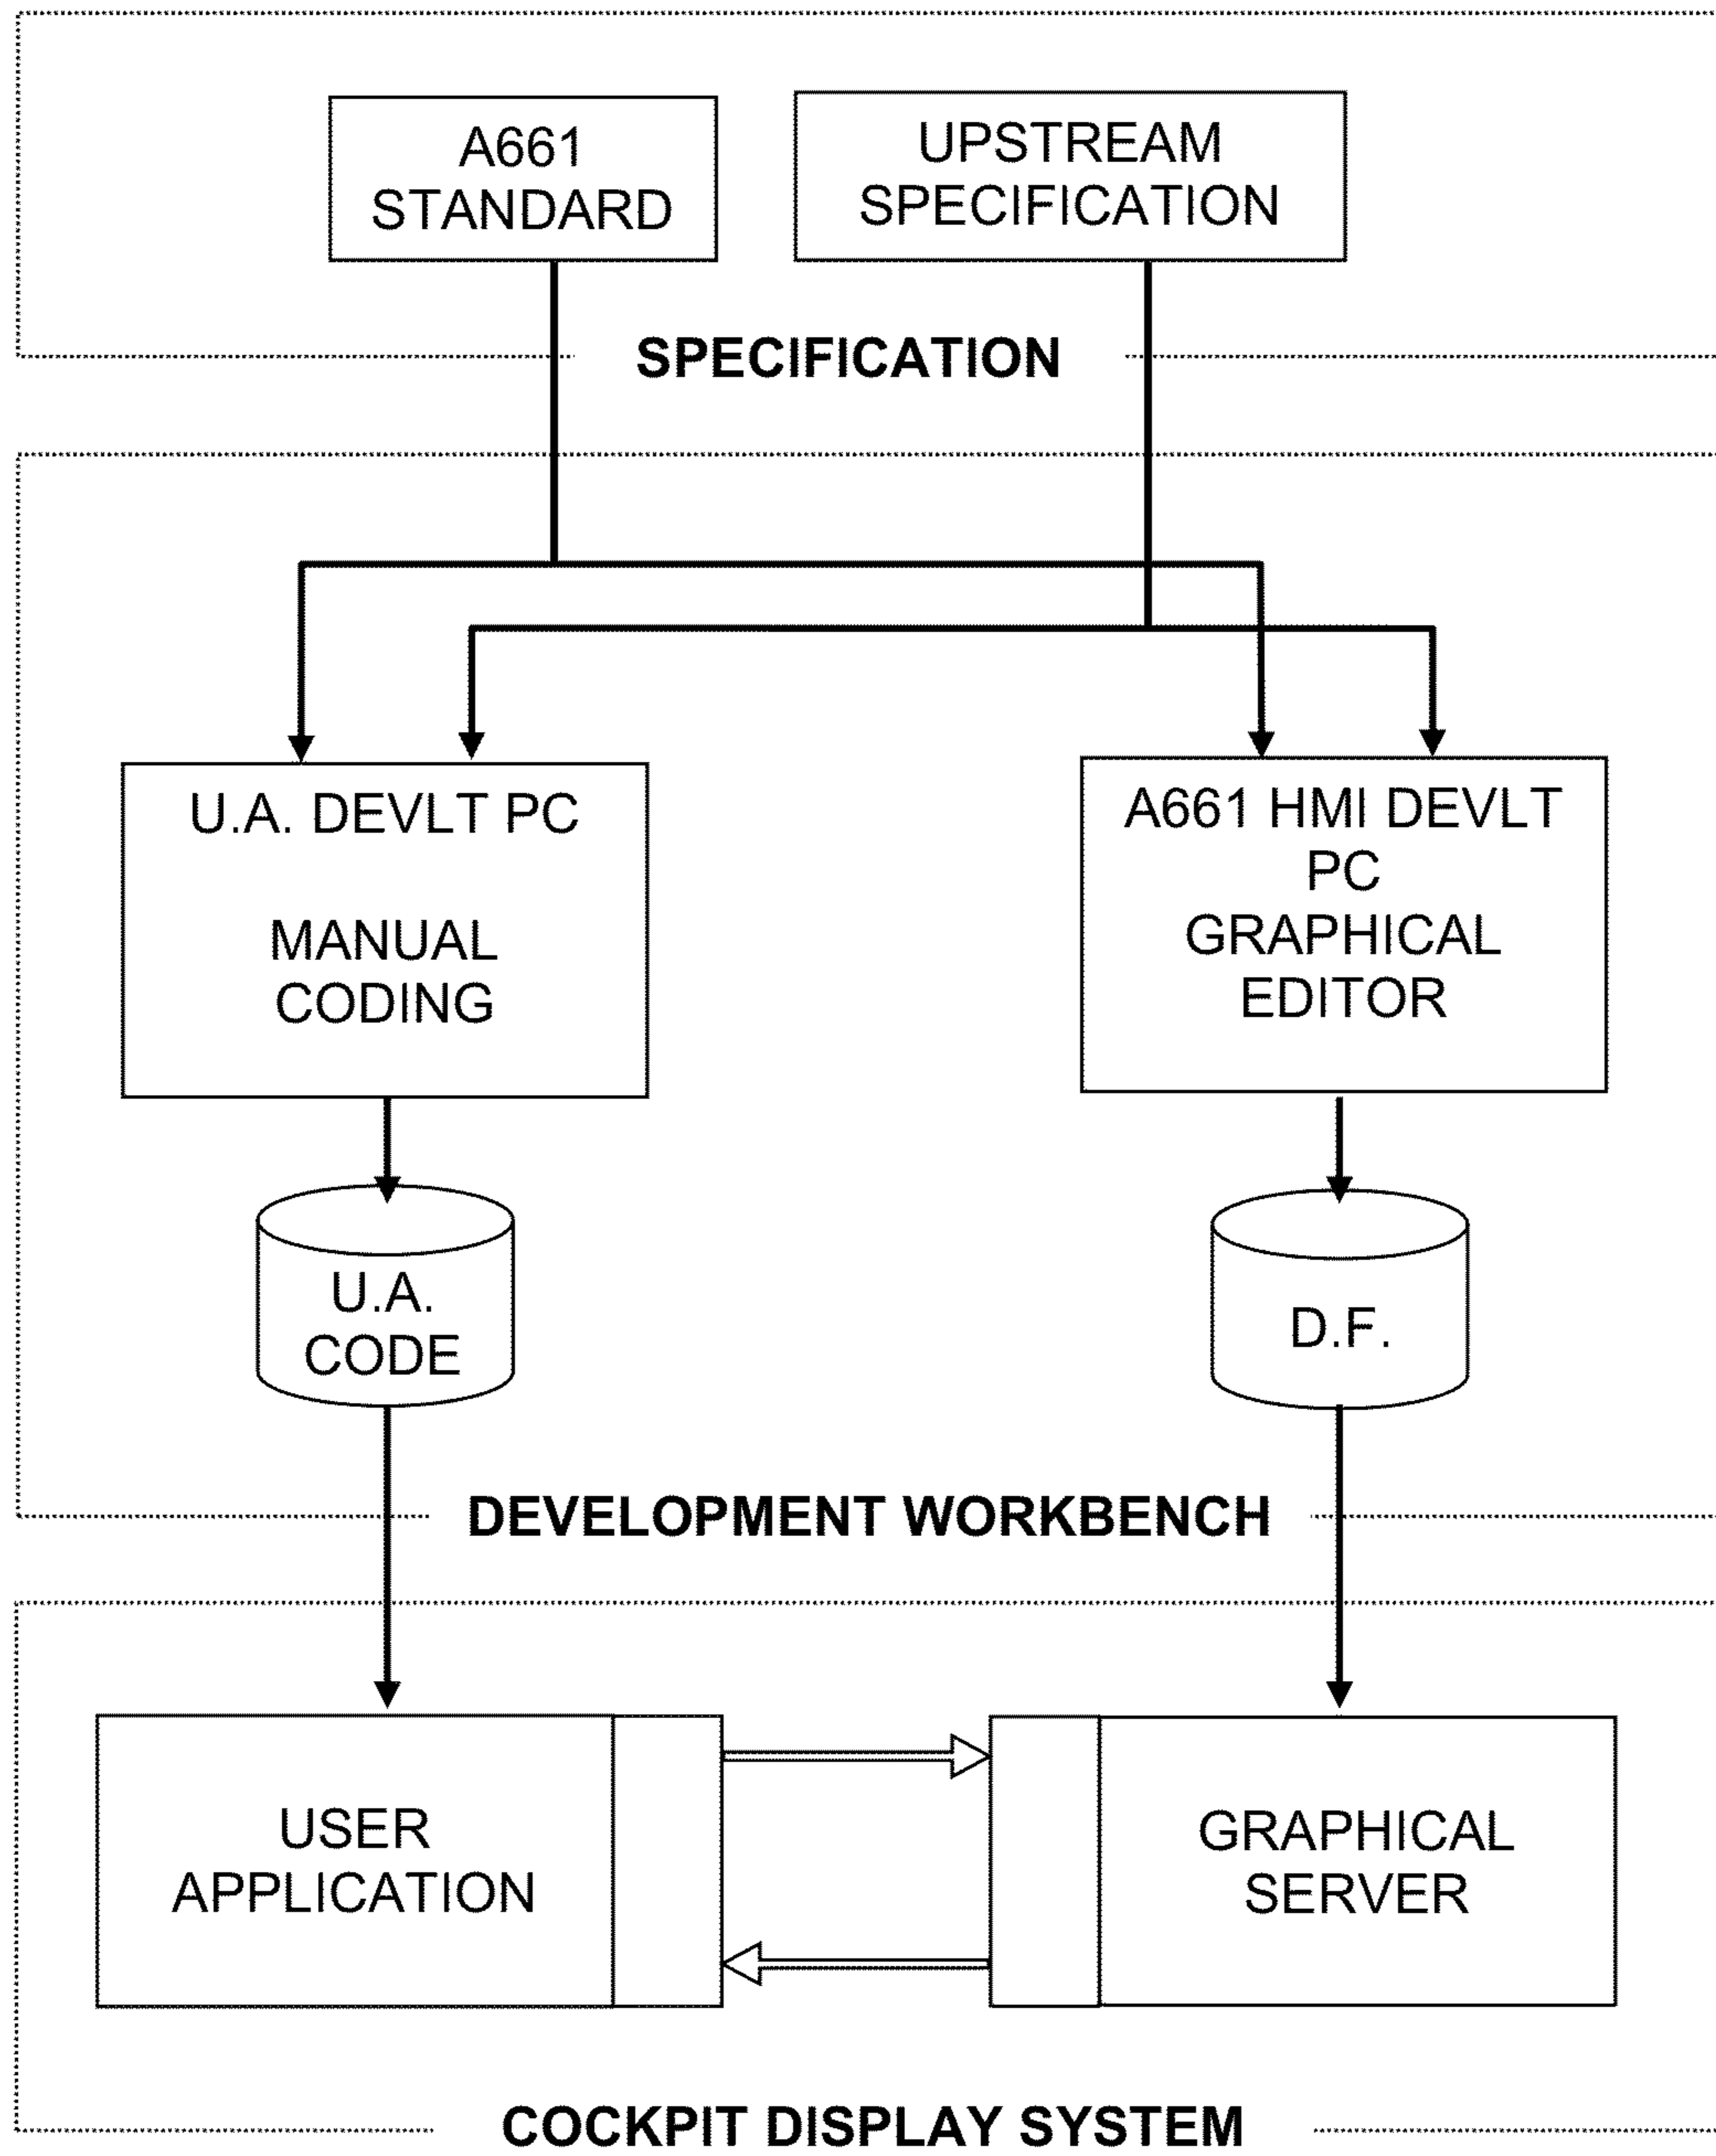 A661
STANDARD
UPSTREAM
SPECIFICATION
SPECIFICATION
U.A. DEVLT PC
MANUAL
CODING
A661 HMI DEVLT
PC
GRAPHICAL
EDITOR
U.A.
CODE
D.F.
DEVELOPMENT WORKBENCH
USER
APPLICATION
GRAPHICAL
SERVER
COCKPIT DISPLAY SYSTEM